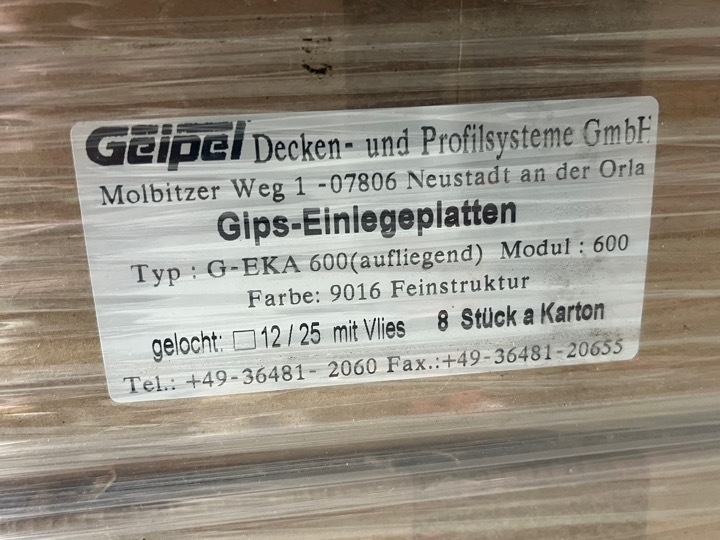 Geipel Decken- und Profilsysteme GmbH
Molbitzer Weg 1 -07806 Neustadt an der Orla
Gips-Einlegeplatten
Typ : G-EKA 600(aufliegend) Modul : 600
Farbe: 9016 Feinstruktur
gelocht: □ 12 / 25 mit Vlies 8 Stück a Karton
Tel.: +49-36481- 2060 Fax.:+49-36481-20655